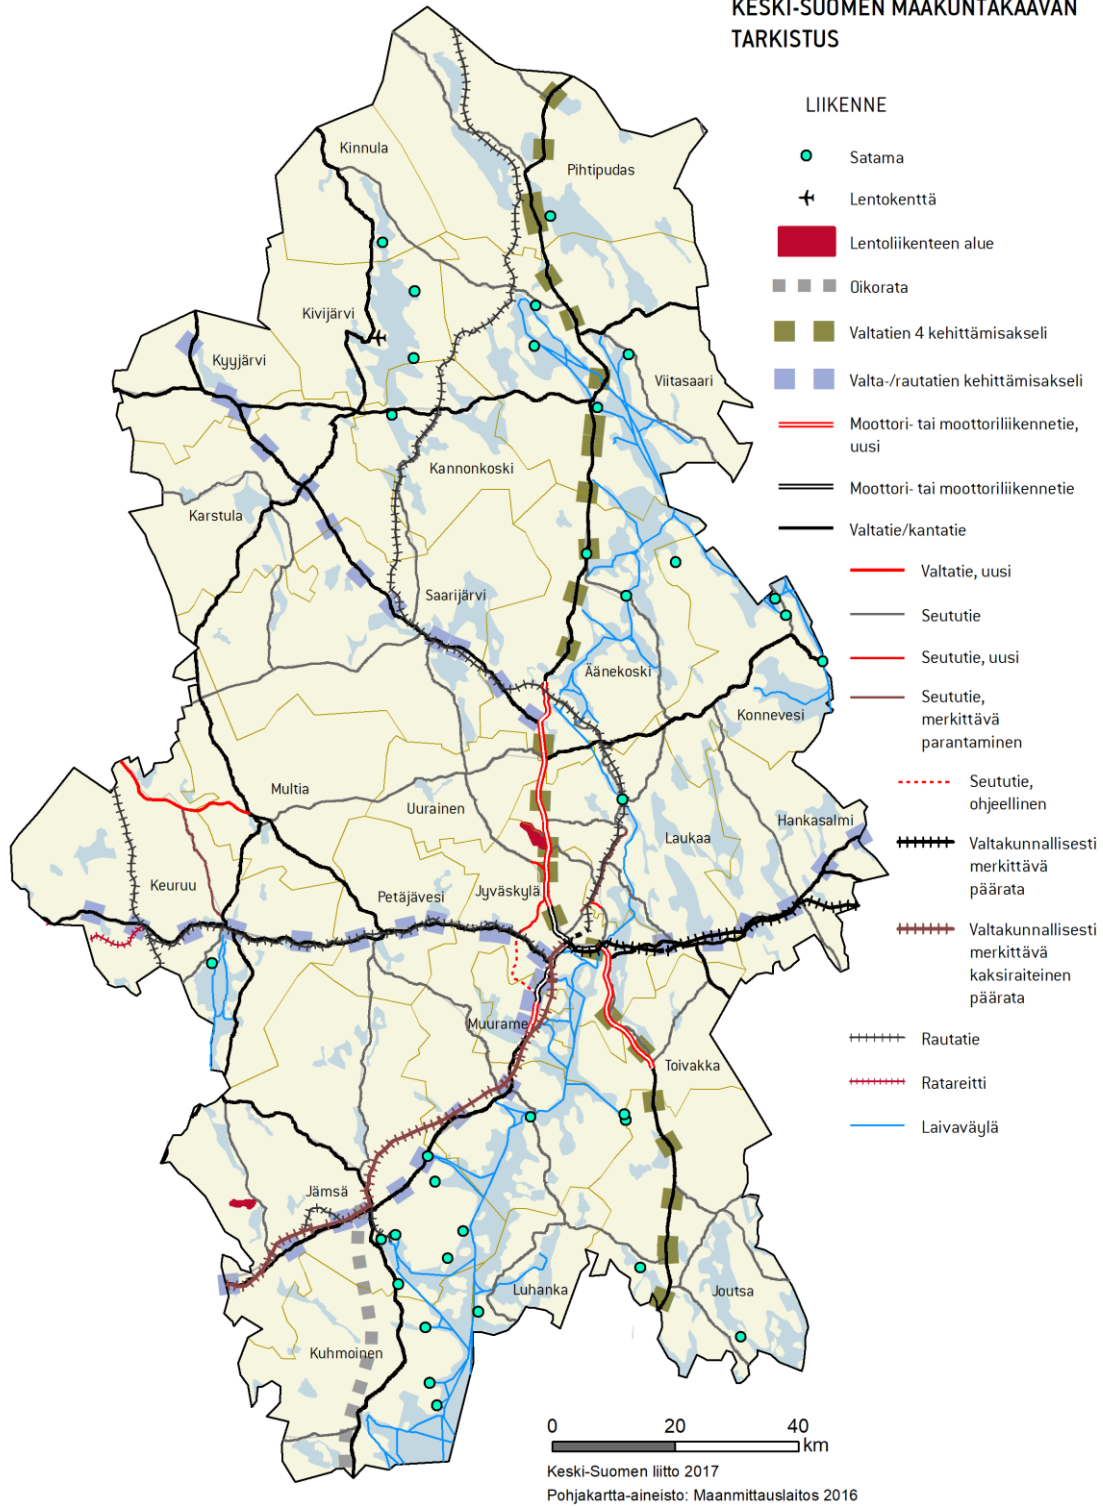 KESKI-SUOMEN MAAKUNTAKAAVAN
TARKISTUS
LIIKENNE
Satama
Lentokenttä
Lentoliikenteen alue
Oikorata
Valtatien 4 kehittämisakseli
Valta-/rautatien kehittämisakseli
Moottori- tai moottoriliikennetie,
uusi
Moottori- tai moottoriliikennetie
Valtatie/kantatie
Valtatie, uusi
Seututie
Seututie, uusi
Seututie,
merkittävä
parantaminen
Seututie,
ohjeellinen
Valtakunnallisesti
merkittävä
päärata
Valtakunnallisesti
merkittävä
kaksiraiteinen
päärata
Rautatie
Ratareitti
Laivaväylä
Kinnula
Pihtipudas
Kivijärvi
Kyyjärvi
Viitasaari
Kannonkoski
Karstula
Saarijärvi
Äänekoski
Konnevesi
Multia
Uurainen
Laukaa
Hankasalmi
Keuruu
Petäjävesi
Jyväskylä
Muurame
Toivakka
Jämsä
Luhanka
Joutsa
Kuhmoinen
0 20 40
km
Keski-Suomen liitto 2017
Pohjakartta-aineisto: Maanmittauslaitos 2016